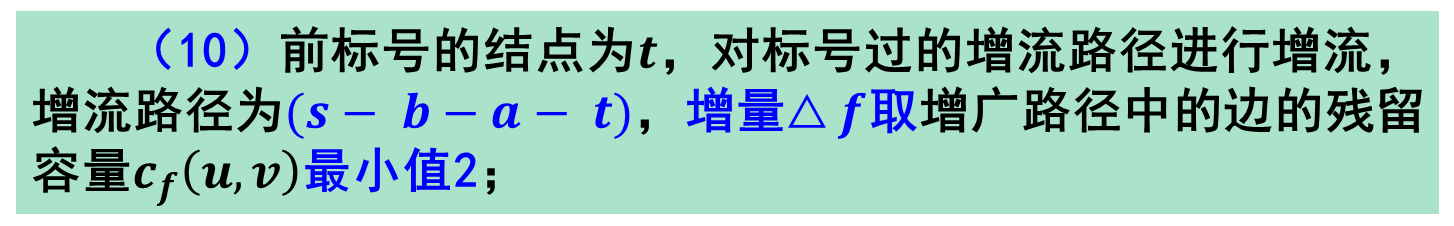 （10）前标号的结点为t，对标号过的增流路径进行增流，
增流路径为(s − b − a − t)，增量△f取增广路径中的边的残留
容量c_f(u,v)最小值2；